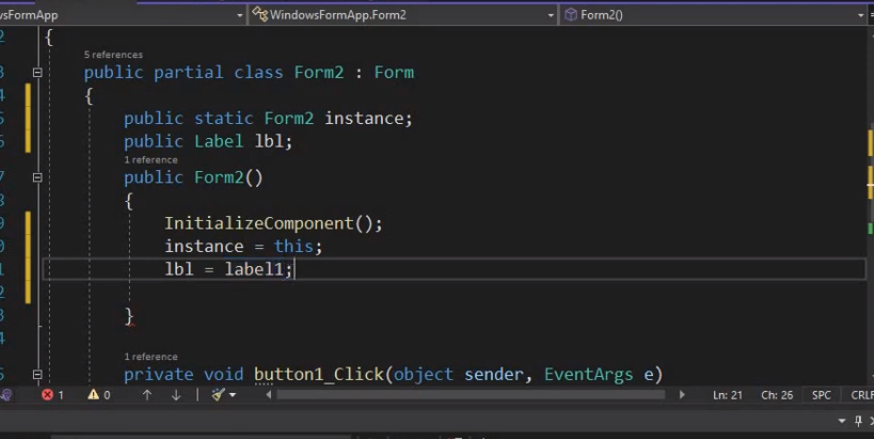 sFormApp WindowsFormApp.Form2 Form2()
{
5 references
public partial class Form2 : Form
{
public static Form2 instance;
public Label lbl;
1 reference
public Form2()
{
InitializeComponent();
instance = this;
lbl = label1;
}
1 reference
private void button1_Click(object sender, EventArgs e)
1 0 Ln: 21 Ch: 26 SPC CRLF